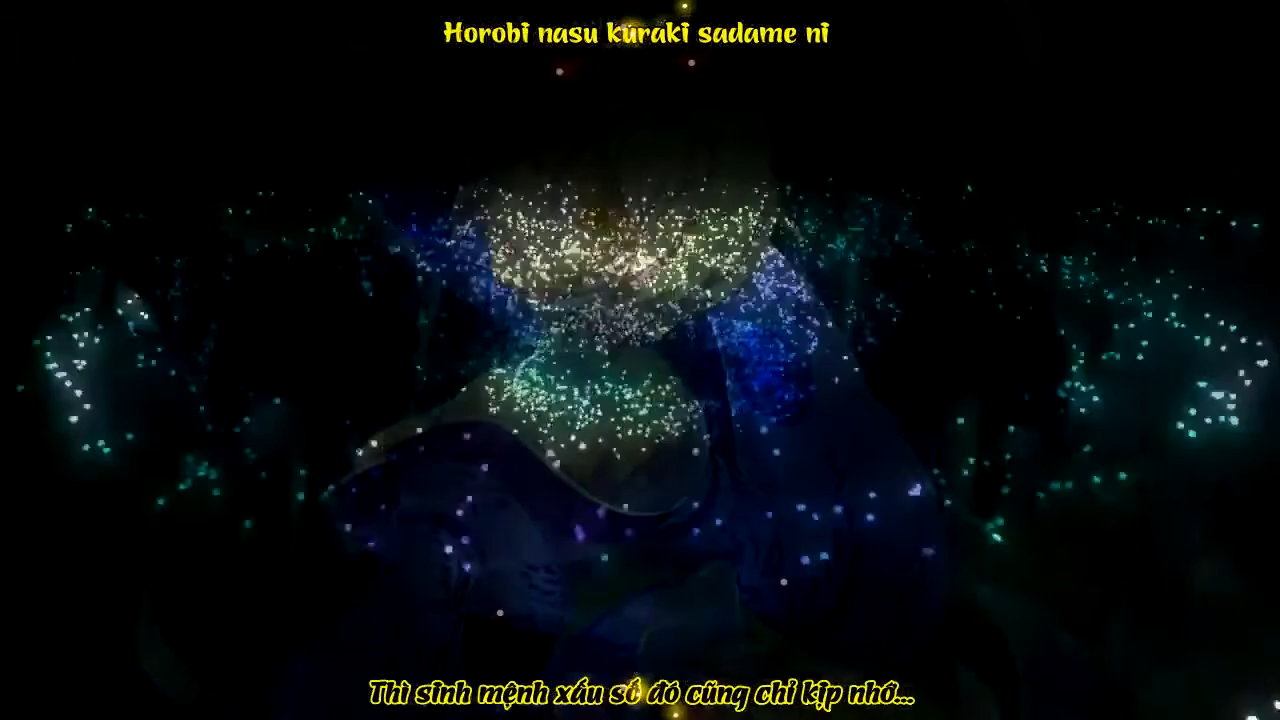 Horobi nasu kuraki sadame ni
Thì sinh mệnh xấu số đó cũng chỉ kịp nhớ...